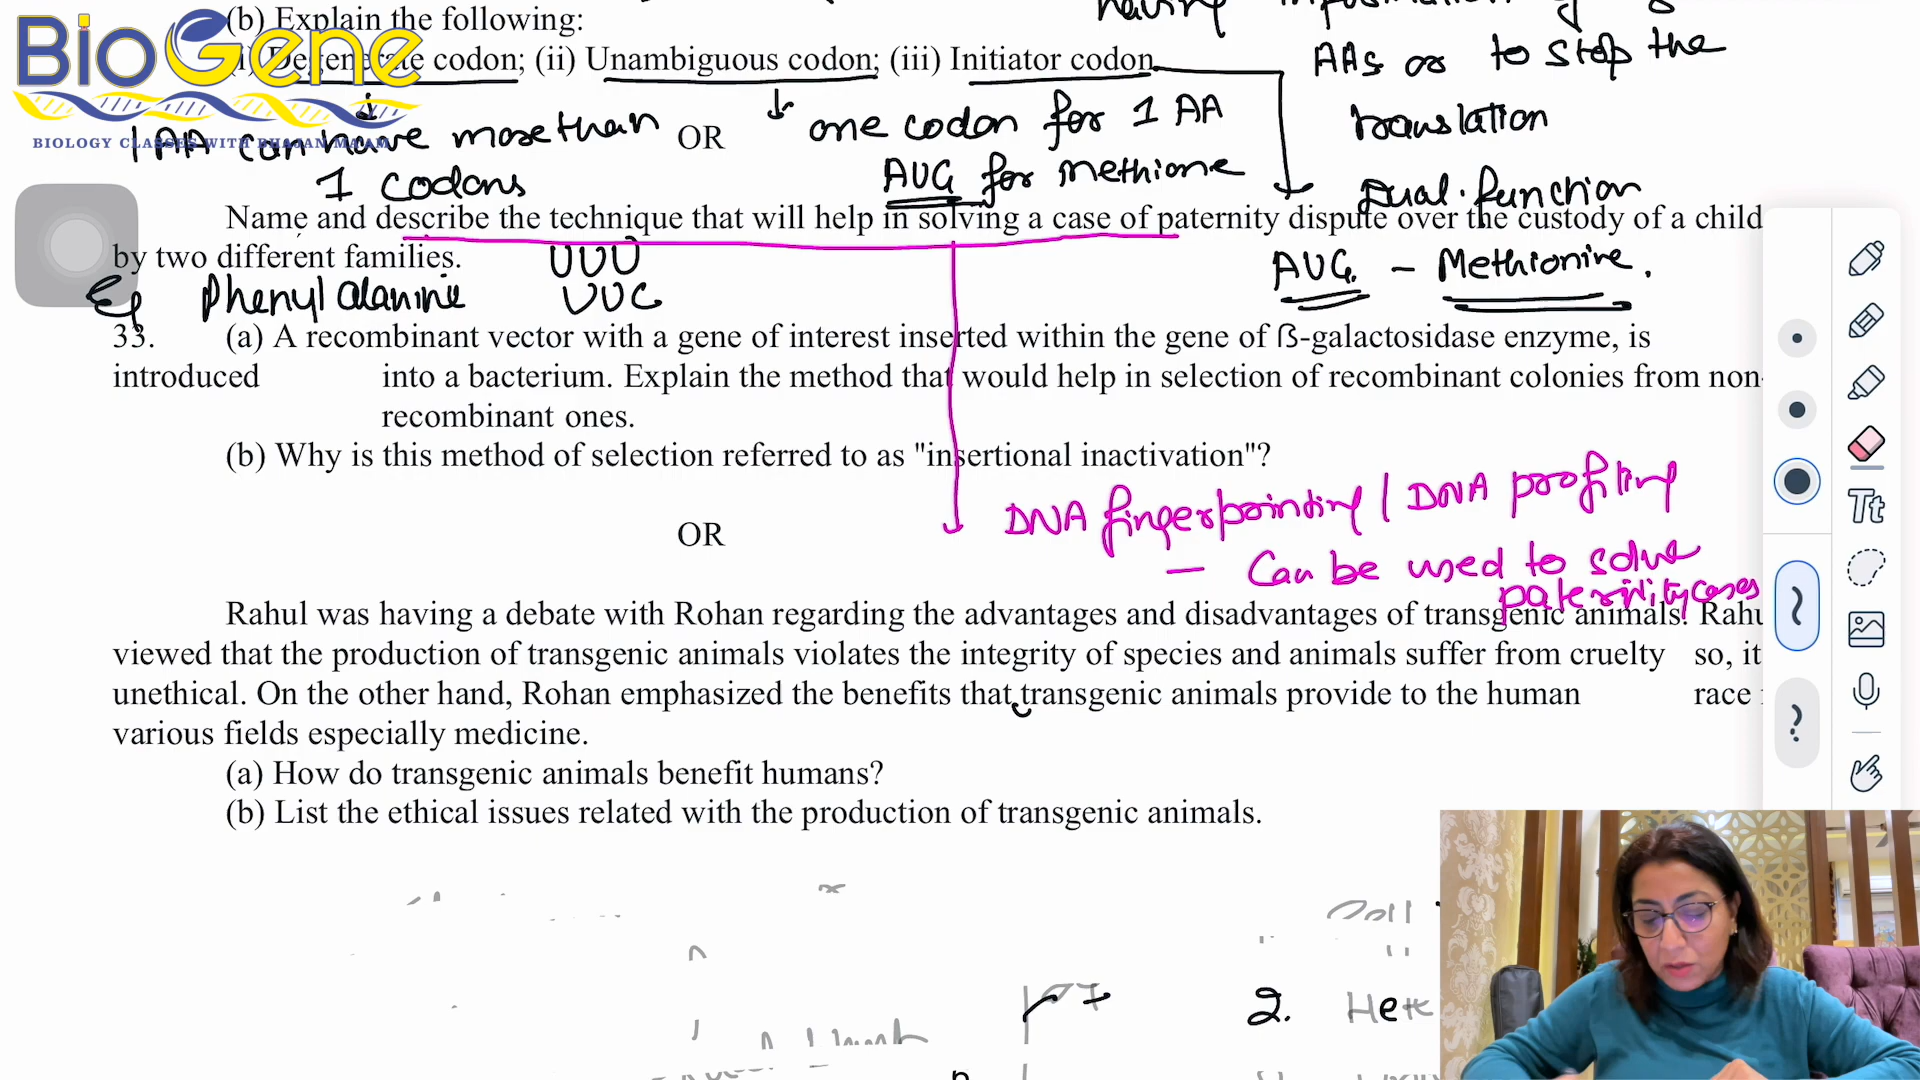 (b) Explain the following:
having
BioGene
BIOLOGY CLASSES WITH BHAJAN MA'AM
(i) Degenerate codon; (ii) Unambiguous codon; (iii) Initiator codon
AAs or to stop the
translation
1 AA can have more than
1 codons
OR
one codon for 1 AA
AUG for methione
Dual function
Name and describe the technique that will help in solving a case of paternity dispute over the custody of a child
by two different families.
UUU
AUG - Methionine.
Eg Phenylalanine UUC
33. (a) A recombinant vector with a gene of interest inserted within the gene of ß-galactosidase enzyme, is
introduced into a bacterium. Explain the method that would help in selection of recombinant colonies from non-
recombinant ones.
(b) Why is this method of selection referred to as "insertional inactivation"?
DNA fingerprinting / DNA profiling
OR
- Can be used to solve
paternity cases
Rahul was having a debate with Rohan regarding the advantages and disadvantages of transgenic animals. Rahu
viewed that the production of transgenic animals violates the integrity of species and animals suffer from cruelty so, it
unethical. On the other hand, Rohan emphasized the benefits that transgenic animals provide to the human race
various fields especially medicine.
(a) How do transgenic animals benefit humans?
(b) List the ethical issues related with the production of transgenic animals.
2. Hete
Tt